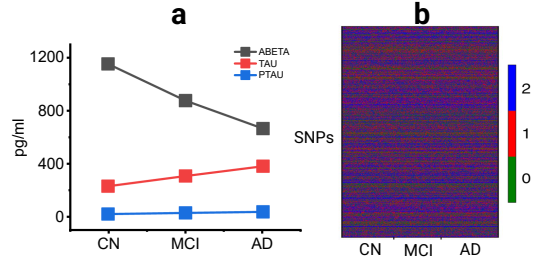 a
1200
800
400
0
pg/ml
ABETA
TAU
PTAU
CN MCI AD
b
SNPs
2
1
0
CN MCI AD